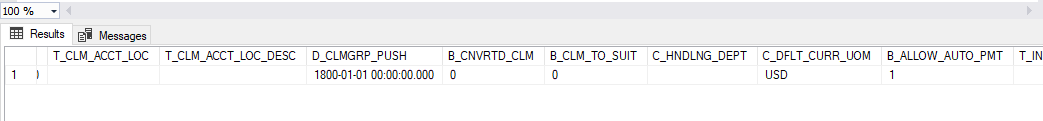 100 %
Results Messages
T_CLM_ACCT_LOC T_CLM_ACCT_LOC_DESC D_CLMGRP_PUSH B_CNVRTD_CLM B_CLM_TO_SUIT C_HNDLNG_DEPT C_DFLT_CURR_UOM B_ALLOW_AUTO_PMT T_IN
1 1800-01-01 00:00:00.000 0 0 USD 1